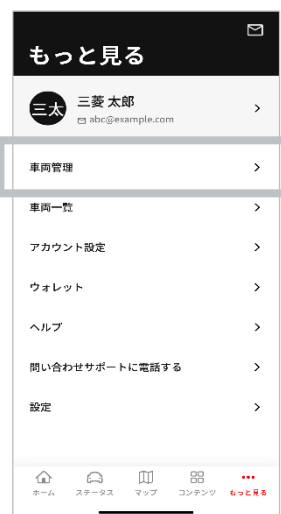 もっと見る
三太
三菱 太郎
abc@example.com
車両管理
車両一覧
アカウント設定
ウォレット
ヘルプ
問い合わせサポートに電話する
設定
ホーム ステータス マップ コンテンツ もっと見る